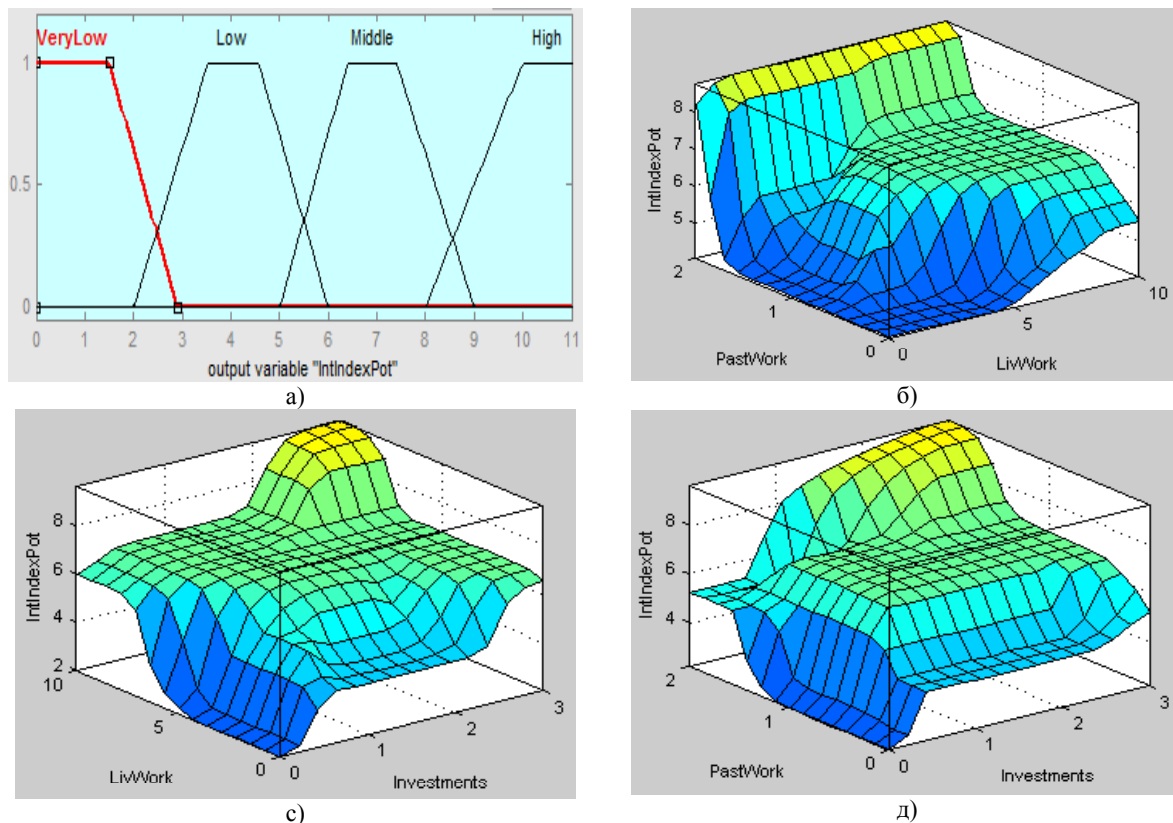 VeryLow Low Middle High
1
0.5
0
0 1 2 3 4 5 6 7 8 9 10 11
output variable "IntIndexPot"
а)
IntIndexPot
8
7
6
5
2
1
0
PastWork
0
5
10
LivWork
б)
IntIndexPot
8
6
4
2
10
5
0
LivWork
0
1
2
3
Investments
с)
IntIndexPot
8
6
4
2
1
0
PastWork
0
1
2
3
Investments
д)